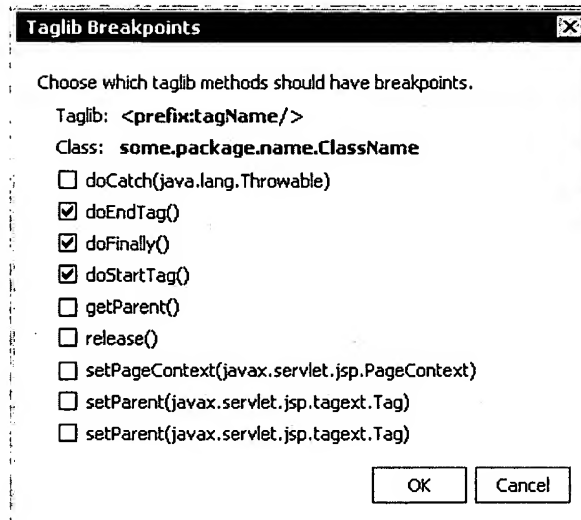 Taglib Breakpoints
Choose which taglib methods should have breakpoints.
Taglib: <prefix:tagName/>
Class: some.package.name.ClassName
doCatch(java.lang.Throwable)
doEndTag()
doFinally()
doStartTag()
getParent()
release()
setPageContext(javax.servlet.jsp.PageContext)
setParent(javax.servlet.jsp.tagext.Tag)
setParent(javax.servlet.jsp.tagext.Tag)
OK Cancel